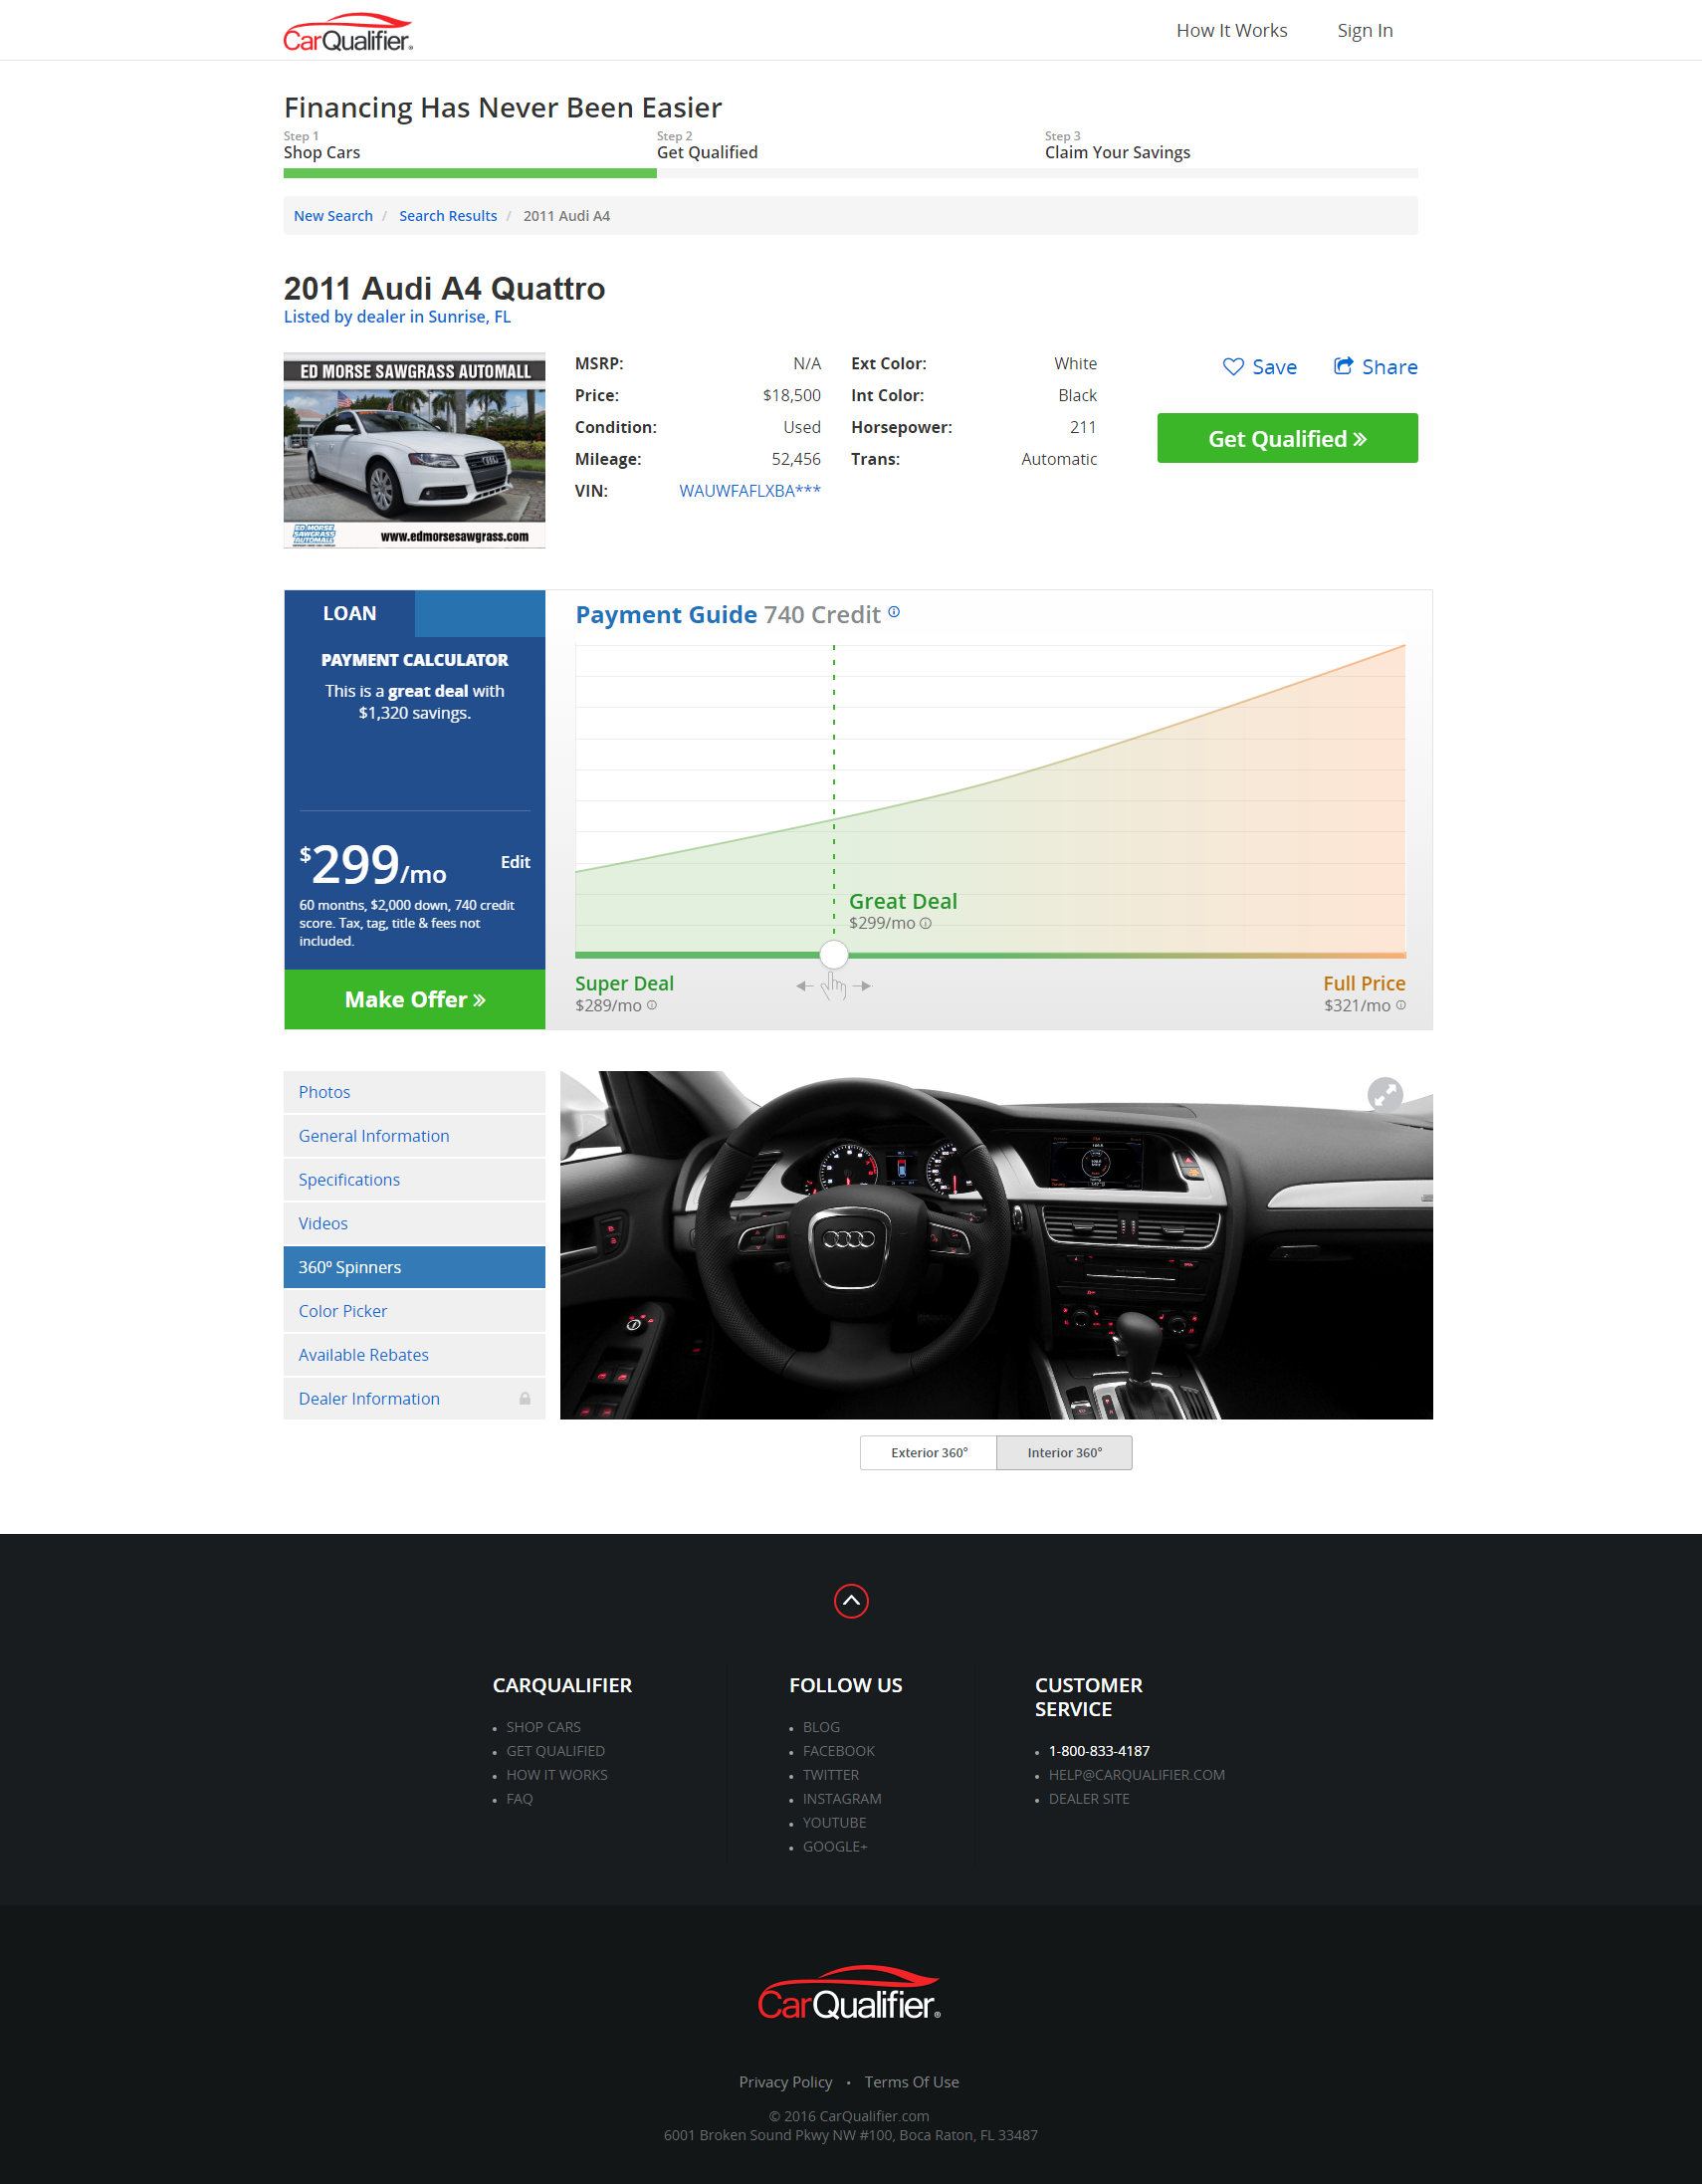 CarQualifier®
How It Works
Sign In
Financing Has Never Been Easier
Step 1
Shop Cars
Step 2
Get Qualified
Step 3
Claim Your Savings
New Search / Search Results / 2011 Audi A4
2011 Audi A4 Quattro
Listed by dealer in Sunrise, FL
ED MORSE SAWGRASS AUTOMALL
ED MORSE
SAWGRASS
AUTOMALL
www.edmorsesawgrass.com
MSRP: N/A
Price: $18,500
Condition: Used
Mileage: 52,456
VIN: WAUWFAFLXBA***
Ext Color: White
Int Color: Black
Horsepower: 211
Trans: Automatic
Save
Share
Get Qualified »
LOAN
PAYMENT CALCULATOR
This is a great deal with
$1,320 savings.
$299/mo
Edit
60 months, $2,000 down, 740 credit
score. Tax, tag, title & fees not
included.
Make Offer »
Payment Guide 740 Credit
Great Deal
$299/mo
Super Deal
$289/mo
Full Price
$321/mo
Photos
General Information
Specifications
Videos
360º Spinners
Color Picker
Available Rebates
Dealer Information
Exterior 360°
Interior 360°
CARQUALIFIER
SHOP CARS
GET QUALIFIED
HOW IT WORKS
FAQ
FOLLOW US
BLOG
FACEBOOK
TWITTER
INSTAGRAM
YOUTUBE
GOOGLE+
CUSTOMER
SERVICE
1-800-833-4187
HELP@CARQUALIFIER.COM
DEALER SITE
CarQualifier®
Privacy Policy • Terms Of Use
© 2016 CarQualifier.com
6001 Broken Sound Pkwy NW #100, Boca Raton, FL 33487